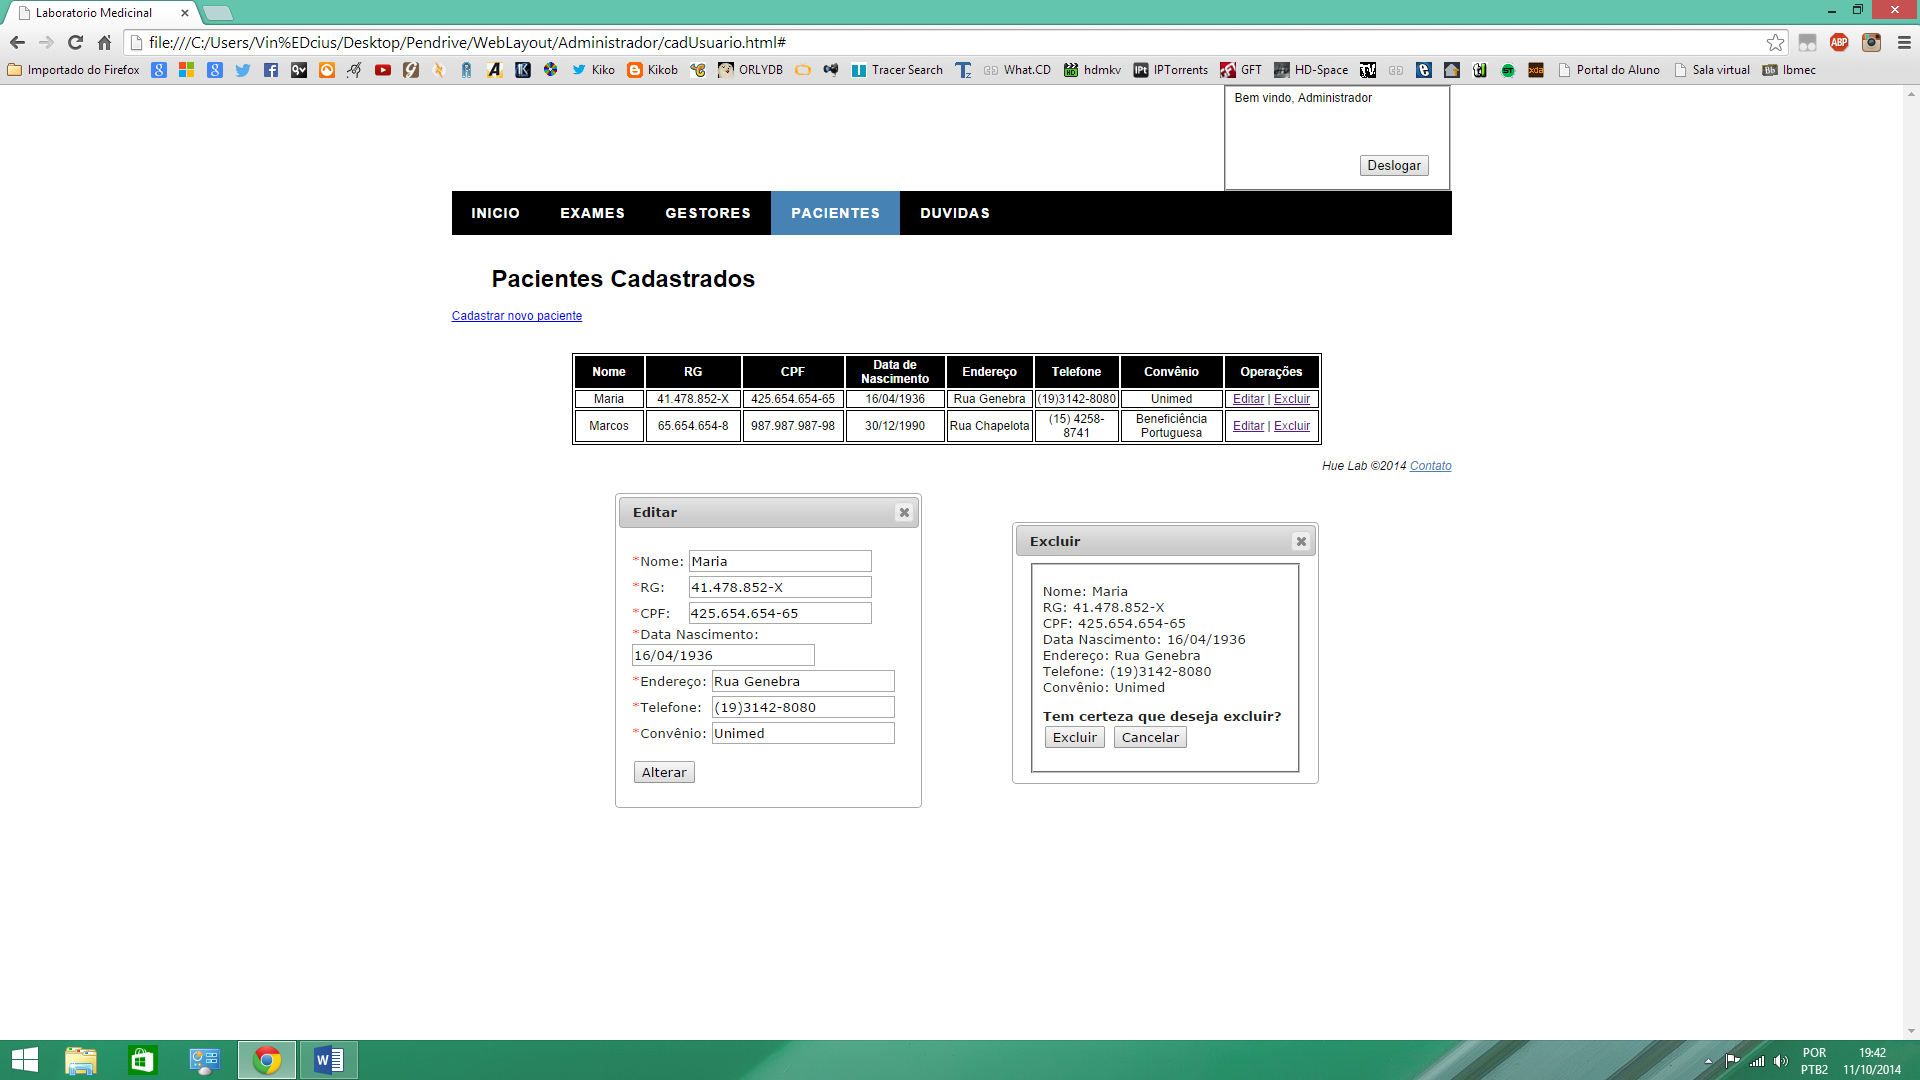 Laboratorio Medicinal
file:///C:/Users/Vin%EDcius/Desktop/Pendrive/WebLayout/Administrador/cadUsuario.html#
Importado do Firefox Kiko Kikob ORLYDB Tracer Search What.CD hdmkv IPTorrents GFT HD-Space Portal do Aluno Sala virtual Ibmec
Bem vindo, Administrador
Deslogar
INICIO EXAMES GESTORES PACIENTES DUVIDAS
Pacientes Cadastrados
Cadastrar novo paciente
Nome RG CPF Data de Nascimento Endereço Telefone Convênio Operações
Maria 41.478.852-X 425.654.654-65 16/04/1936 Rua Genebra (19)3142-8080 Unimed Editar | Excluir
Marcos 65.654.654-8 987.987.987-98 30/12/1990 Rua Chapelota (15) 4258-8741 Beneficiência Portuguesa Editar | Excluir
Hue Lab ©2014 Contato
Editar
*Nome: Maria
*RG: 41.478.852-X
*CPF: 425.654.654-65
*Data Nascimento:
16/04/1936
*Endereço: Rua Genebra
*Telefone: (19)3142-8080
*Convênio: Unimed
Alterar
Excluir
Nome: Maria
RG: 41.478.852-X
CPF: 425.654.654-65
Data Nascimento: 16/04/1936
Endereço: Rua Genebra
Telefone: (19)3142-8080
Convênio: Unimed
Tem certeza que deseja excluir?
Excluir Cancelar
POR 19:42
PTB2 11/10/2014